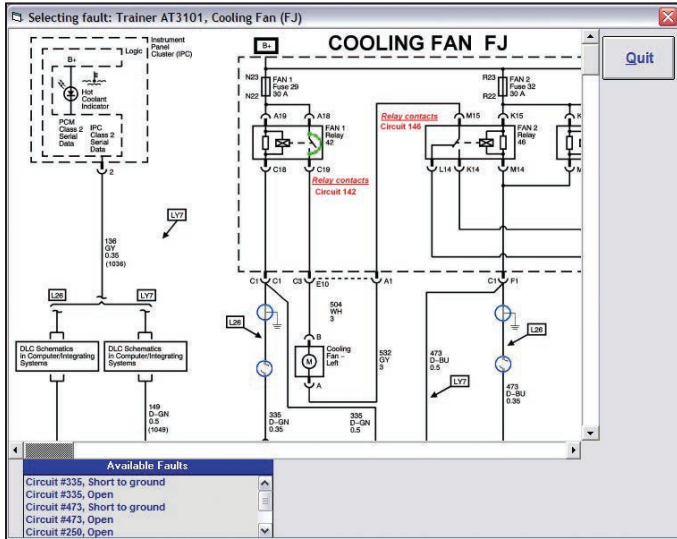 Selecting fault: Trainer AT3101, Cooling Fan (FJ)
Quit
COOLING FAN FJ
Instrument
Panel
Cluster (IPC)
Logic
B+
Hot
Coolant
Indicator
PCM
Class 2
Serial
Data
IPC
Class 2
Serial
Data
2
136
GY
0.35
(1036)
LY7
L26
LY7
DLC Schematics
in Computer/Integrating
Systems
DLC Schematics
in Computer/Integrating
Systems
149
D-GN
0.5
(1049)
B+
N23
N22
FAN 1
Fuse 29
30 A
A19
A18
FAN 1
Relay
42
C18
C19
Relay contacts
Circuit 142
Relay contacts
Circuit 146
R23
R22
FAN 2
Fuse 32
30 A
M15
K15
K
FAN 2
Relay
46
L14
K14
M14
M
C1
C1
C3
E10
A1
C1
F1
L26
504
WH
3
B
Cooling
Fan –
Left
M
A
532
GY
3
335
D-GN
0.35
335
D-GN
0.5
473
D-BU
0.5
LY7
L26
473
D-BU
0.35
Available Faults
Circuit #335, Short to ground
Circuit #335, Open
Circuit #473, Short to ground
Circuit #473, Open
Circuit #250, Open